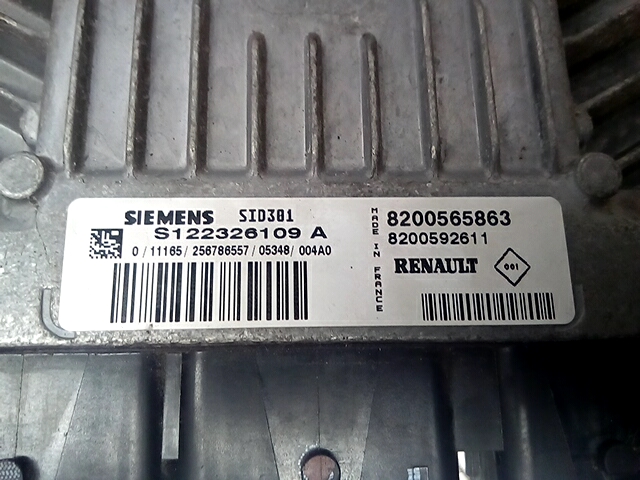 SIEMENS SID301
S122326109 A
0/11165/256786557/05348/004A0
MADE IN FRANCE
8200565863
8200592611
RENAULT
001